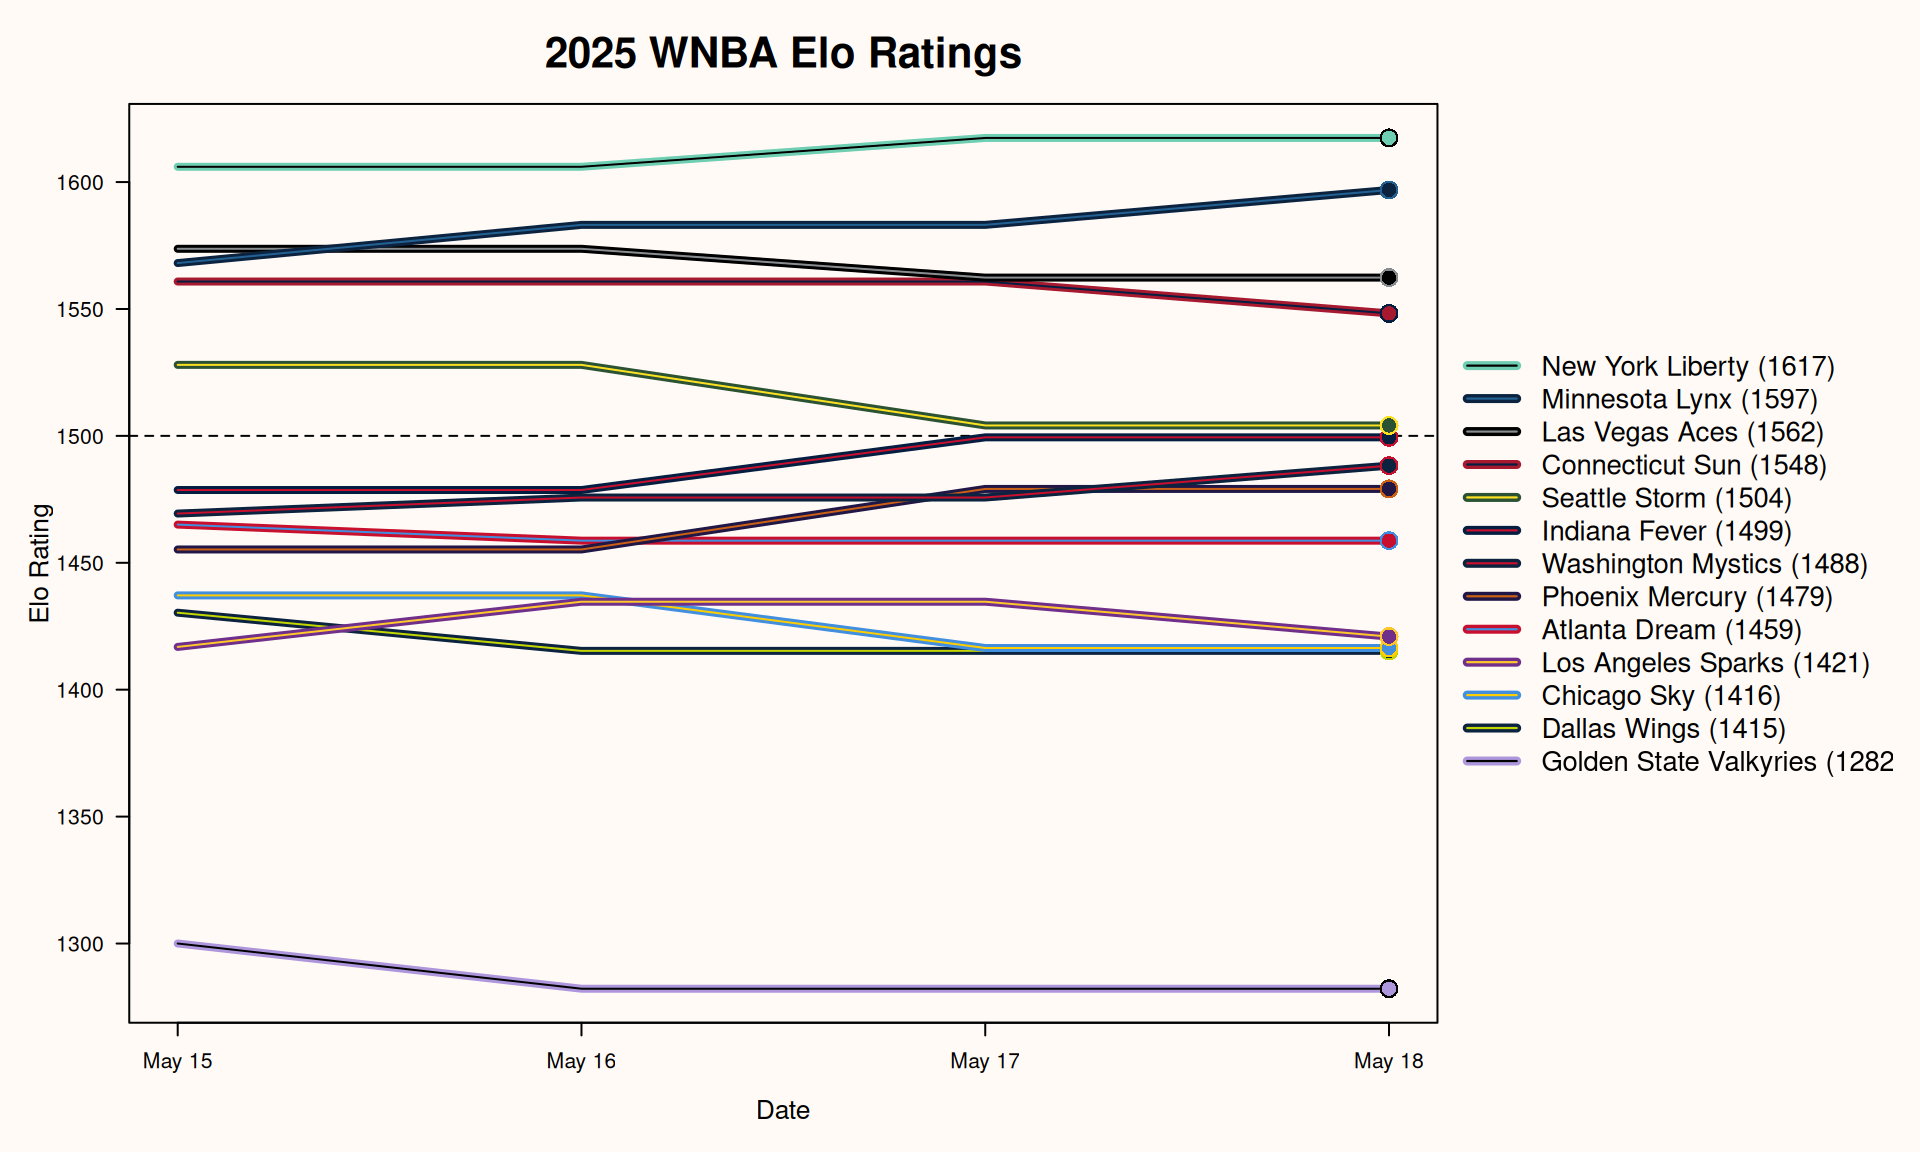 2025 WNBA Elo Ratings
1600
1550
1500
1450
1400
1350
1300
Elo Rating
May 15
May 16
May 17
May 18
Date
New York Liberty (1617)
Minnesota Lynx (1597)
Las Vegas Aces (1562)
Connecticut Sun (1548)
Seattle Storm (1504)
Indiana Fever (1499)
Washington Mystics (1488)
Phoenix Mercury (1479)
Atlanta Dream (1459)
Los Angeles Sparks (1421)
Chicago Sky (1416)
Dallas Wings (1415)
Golden State Valkyries (1282